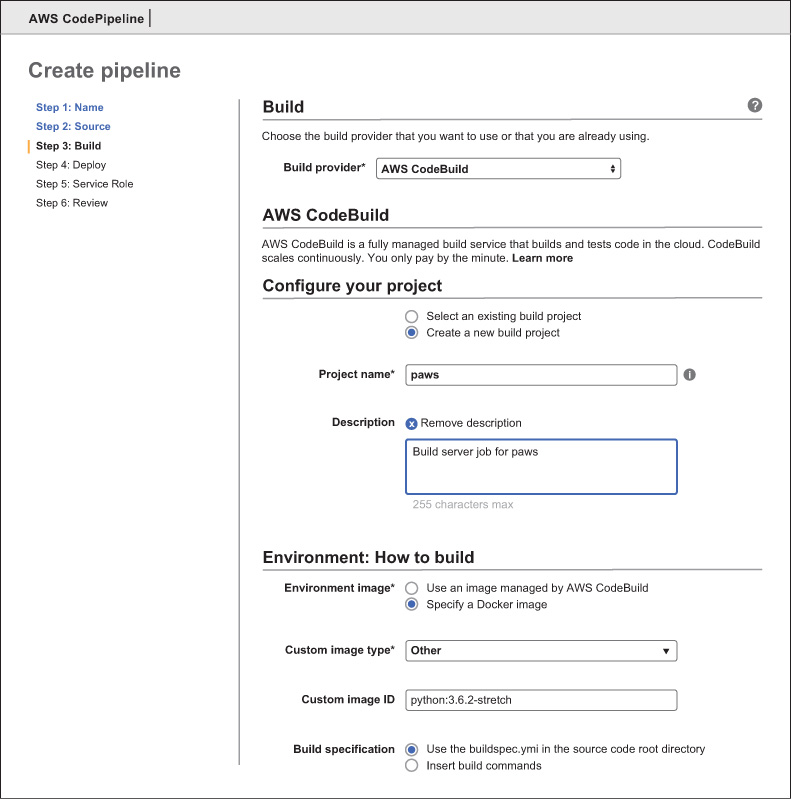 AWS CodePipeline
Create pipeline
Step 1: Name
Step 2: Source
Step 3: Build
Step 4: Deploy
Step 5: Service Role
Step 6: Review
Build
?
Choose the build provider that you want to use or that you are already using.
Build provider* AWS CodeBuild
AWS CodeBuild
AWS CodeBuild is a fully managed build service that builds and tests code in the cloud. CodeBuild
scales continuously. You only pay by the minute. Learn more
Configure your project
Select an existing build project
Create a new build project
Project name* paws i
Description x Remove description
Build server job for paws
255 characters max
Environment: How to build
Environment image* Use an image managed by AWS CodeBuild
Specify a Docker image
Custom image type* Other
Custom image ID python:3.6.2-stretch
Build specification Use the buildspec.ymi in the source code root directory
Insert build commands